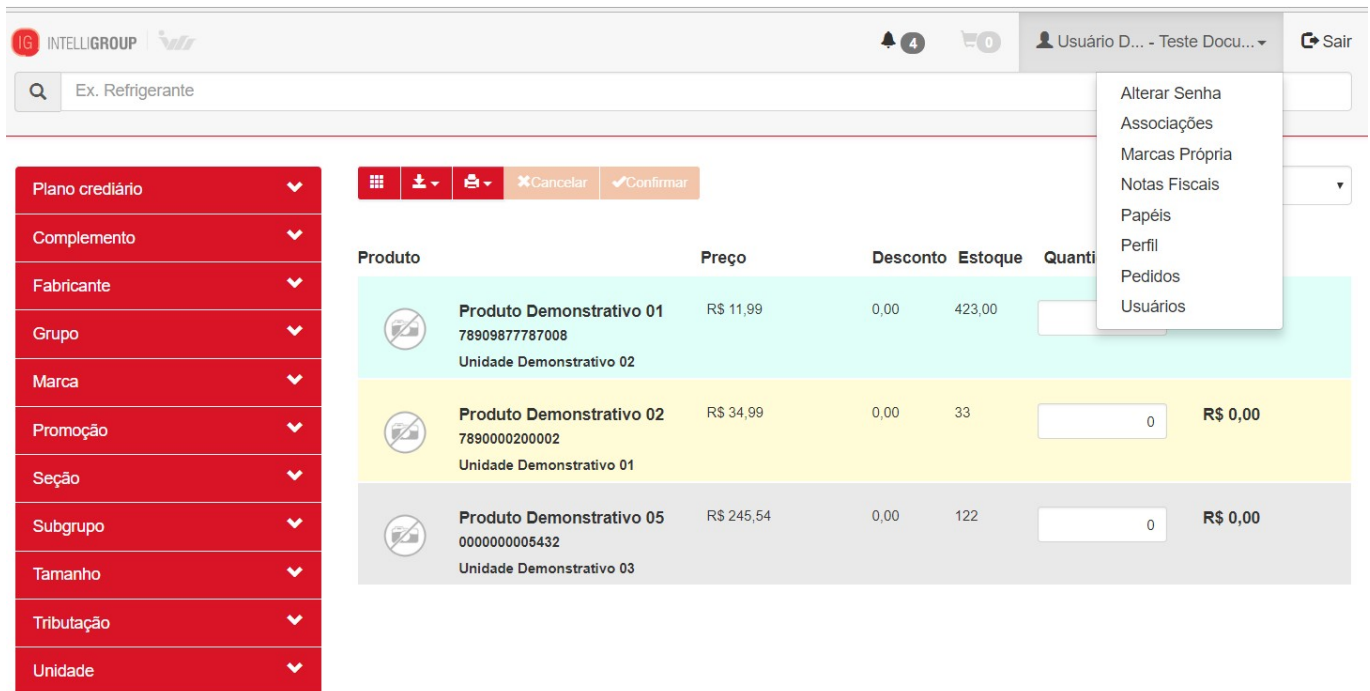 IG INTELLIGROUP
4
0
Usuário D... - Teste Docu...
Sair
Ex. Refrigerante
Alterar Senha
Associações
Marcas Própria
Notas Fiscais
Papéis
Perfil
Pedidos
Usuários
Plano crediário
Complemento
Fabricante
Grupo
Marca
Promoção
Seção
Subgrupo
Tamanho
Tributação
Unidade
Cancelar Confirmar
Produto Preço Desconto Estoque Quanti
Produto Demonstrativo 01 R$ 11,99 0,00 423,00
78909877787008
Unidade Demonstrativo 02
Produto Demonstrativo 02 R$ 34,99 0,00 33 0 R$ 0,00
7890000200002
Unidade Demonstrativo 01
Produto Demonstrativo 05 R$ 245,54 0,00 122 0 R$ 0,00
0000000005432
Unidade Demonstrativo 03